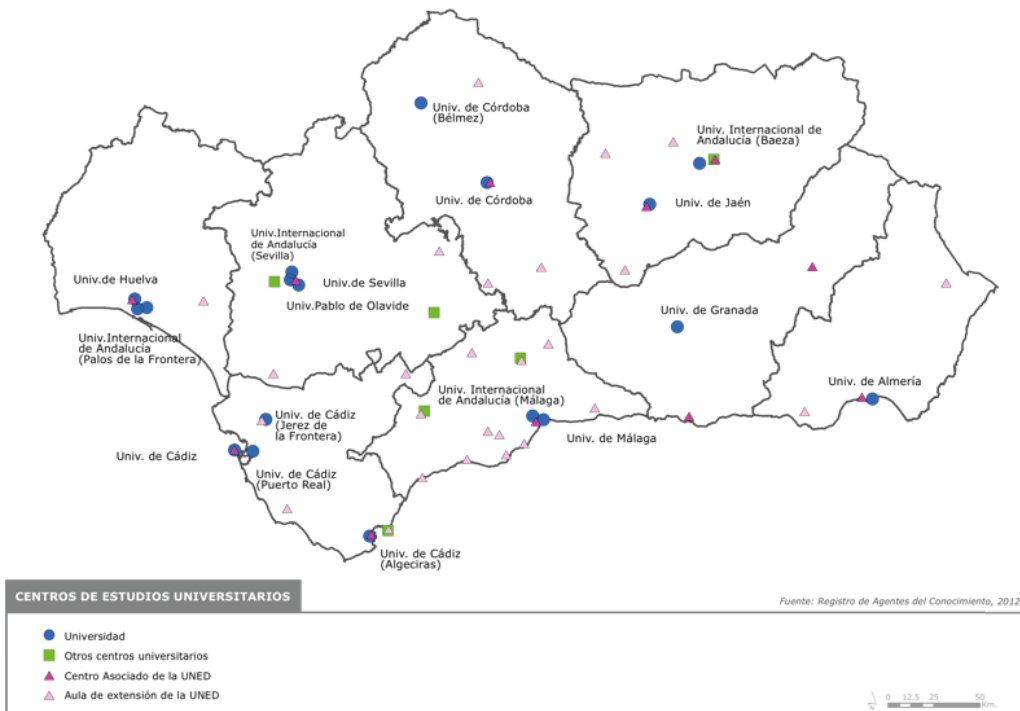 Univ. de Córdoba
(Bélmez)
Univ. Internacional de
Andalucía (Baeza)
Univ. de Córdoba
Univ. de Jaén
Univ.Internacional
de Andalucía
(Sevilla)
Univ.de Huelva
Univ.de Sevilla
Univ.Pablo de Olavide
Univ. de Granada
Univ.Internacional
de Andalucía
(Palos de la Frontera)
Univ. Internacional
de Andalucía (Málaga)
Univ. de Almería
Univ. de Cádiz
(Jerez de
la Frontera)
Univ. de Málaga
Univ. de Cádiz
Univ. de Cádiz
(Puerto Real)
Univ. de Cádiz
(Algeciras)
CENTROS DE ESTUDIOS UNIVERSITARIOS
Fuente: Registro de Agentes del Conocimiento, 2012
Universidad
Otros centros universitarios
Centro Asociado de la UNED
Aula de extensión de la UNED
N
0 12.5 25 50
Km.